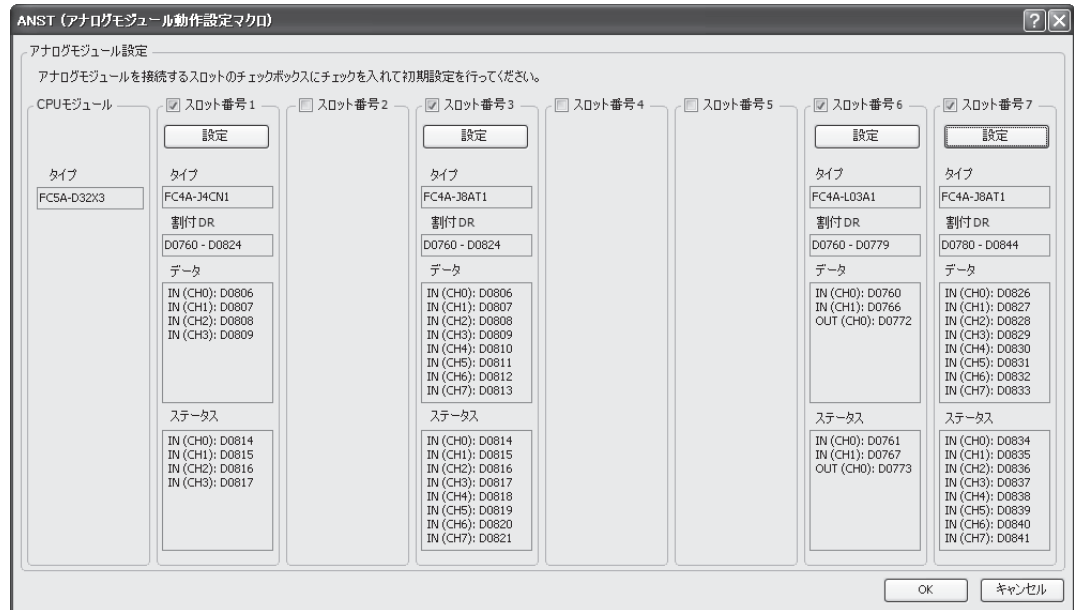 ANST (アナログモジュール動作設定マクロ)
アナログモジュール設定
アナログモジュールを接続するスロットのチェックボックスにチェックを入れて初期設定を行ってください。
CPUモジュール
タイプ
FC5A-D32X3
スロット番号1
設定
タイプ
FC4A-J4CN1
割付DR
D0760 - D0824
データ
IN (CH0): D0806
IN (CH1): D0807
IN (CH2): D0808
IN (CH3): D0809
ステータス
IN (CH0): D0814
IN (CH1): D0815
IN (CH2): D0816
IN (CH3): D0817
スロット番号2
スロット番号3
設定
タイプ
FC4A-J8AT1
割付DR
D0760 - D0824
データ
IN (CH0): D0806
IN (CH1): D0807
IN (CH2): D0808
IN (CH3): D0809
IN (CH4): D0810
IN (CH5): D0811
IN (CH6): D0812
IN (CH7): D0813
ステータス
IN (CH0): D0814
IN (CH1): D0815
IN (CH2): D0816
IN (CH3): D0817
IN (CH4): D0818
IN (CH5): D0819
IN (CH6): D0820
IN (CH7): D0821
スロット番号4
スロット番号5
スロット番号6
設定
タイプ
FC4A-L03A1
割付DR
D0760 - D0779
データ
IN (CH0): D0760
IN (CH1): D0766
OUT (CH0): D0772
ステータス
IN (CH0): D0761
IN (CH1): D0767
OUT (CH0): D0773
スロット番号7
設定
タイプ
FC4A-J8AT1
割付DR
D0780 - D0844
データ
IN (CH0): D0826
IN (CH1): D0827
IN (CH2): D0828
IN (CH3): D0829
IN (CH4): D0830
IN (CH5): D0831
IN (CH6): D0832
IN (CH7): D0833
ステータス
IN (CH0): D0834
IN (CH1): D0835
IN (CH2): D0836
IN (CH3): D0837
IN (CH4): D0838
IN (CH5): D0839
IN (CH6): D0840
IN (CH7): D0841
OK
キャンセル